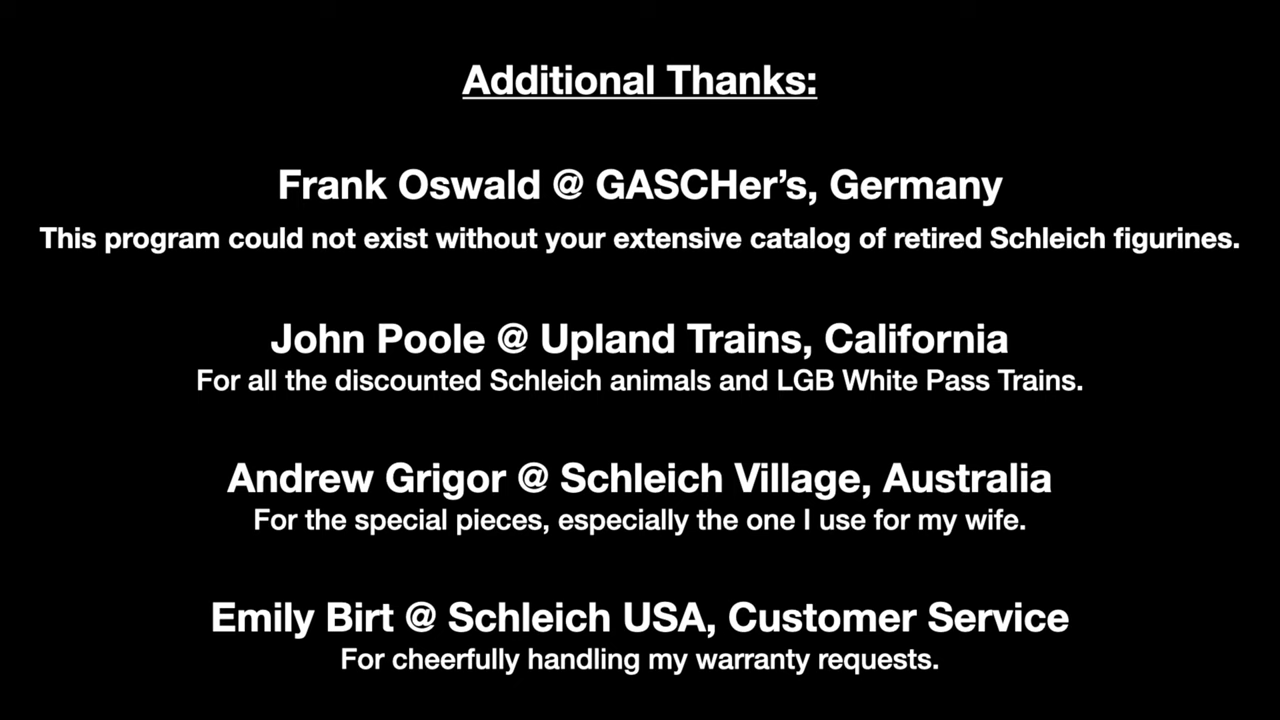 Additional Thanks:
Frank Oswald @ GASCHer’s, Germany
This program could not exist without your extensive catalog of retired Schleich figurines.
John Poole @ Upland Trains, California
For all the discounted Schleich animals and LGB White Pass Trains.
Andrew Grigor @ Schleich Village, Australia
For the special pieces, especially the one I use for my wife.
Emily Birt @ Schleich USA, Customer Service
For cheerfully handling my warranty requests.